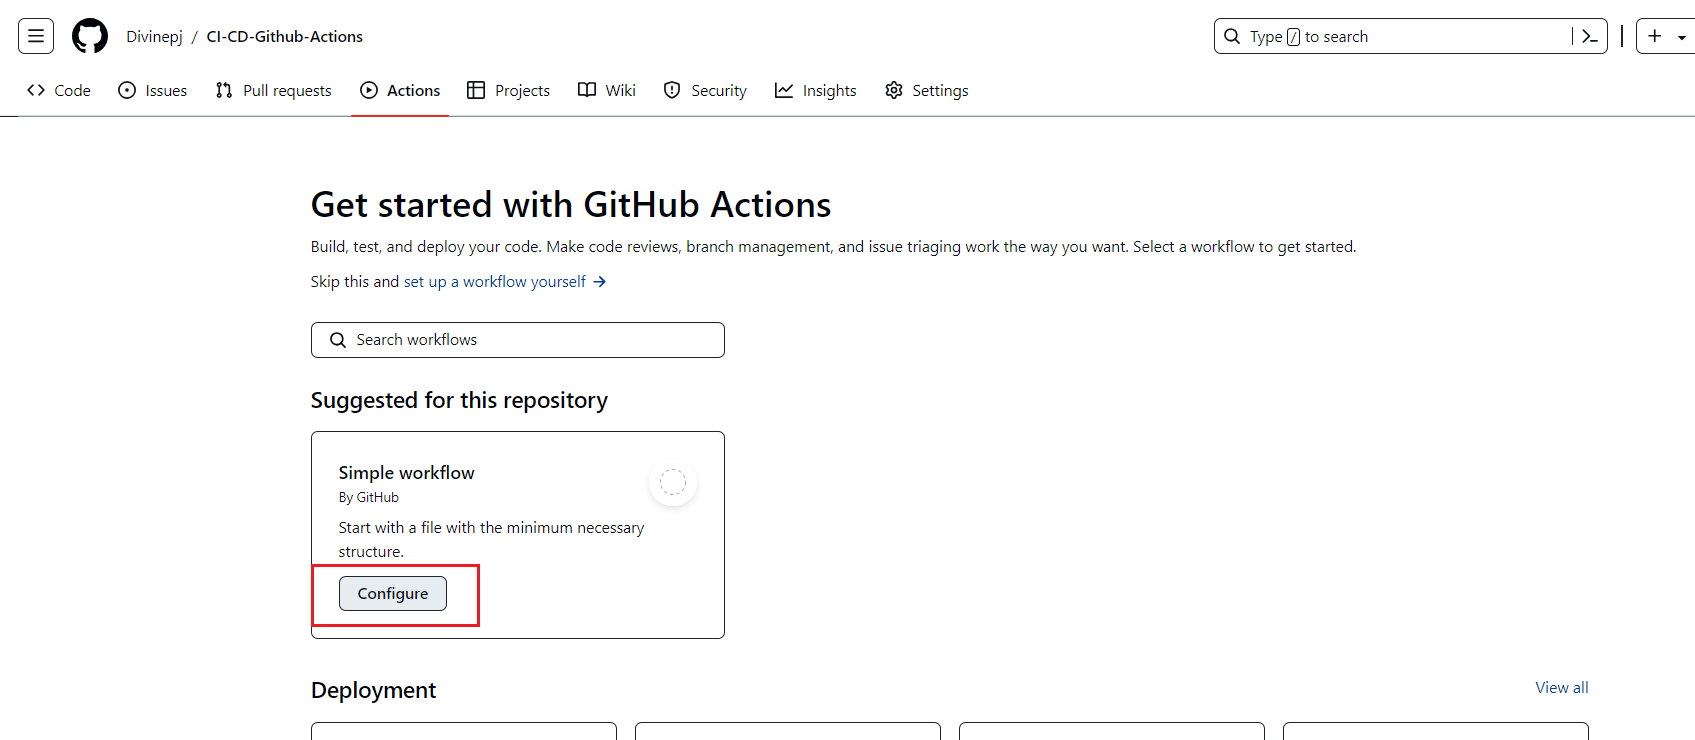 Divinepj / CI-CD-Github-Actions
Type / to search
Code Issues Pull requests Actions Projects Wiki Security Insights Settings
Get started with GitHub Actions
Build, test, and deploy your code. Make code reviews, branch management, and issue triaging work the way you want. Select a workflow to get started.
Skip this and set up a workflow yourself →
Search workflows
Suggested for this repository
Simple workflow
By GitHub
Start with a file with the minimum necessary
structure.
Configure
Deployment
View all